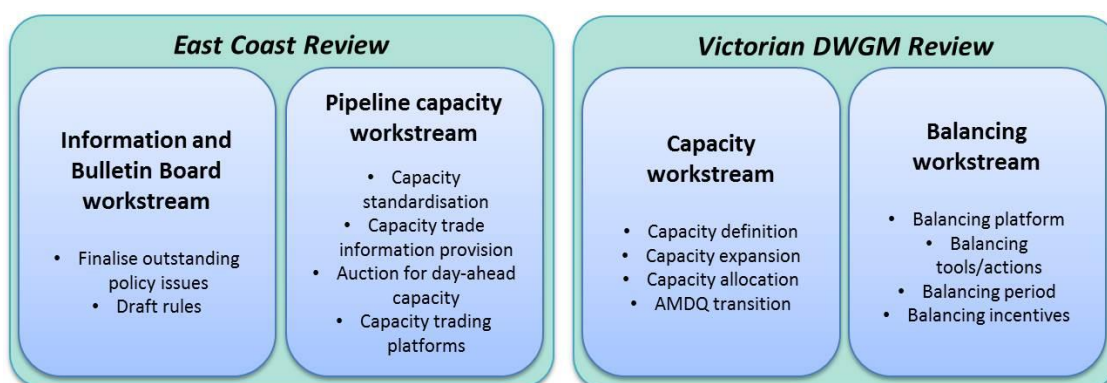 East Coast Review
Information and
Bulletin Board
workstream
• Finalise outstanding
policy issues
• Draft rules
Pipeline capacity
workstream
• Capacity
standardisation
• Capacity trade
information provision
• Auction for day-ahead
capacity
• Capacity trading
platforms
Victorian DWGM Review
Capacity
workstream
• Capacity definition
• Capacity expansion
• Capacity allocation
• AMDQ transition
Balancing
workstream
• Balancing platform
• Balancing
tools/actions
• Balancing period
• Balancing incentives